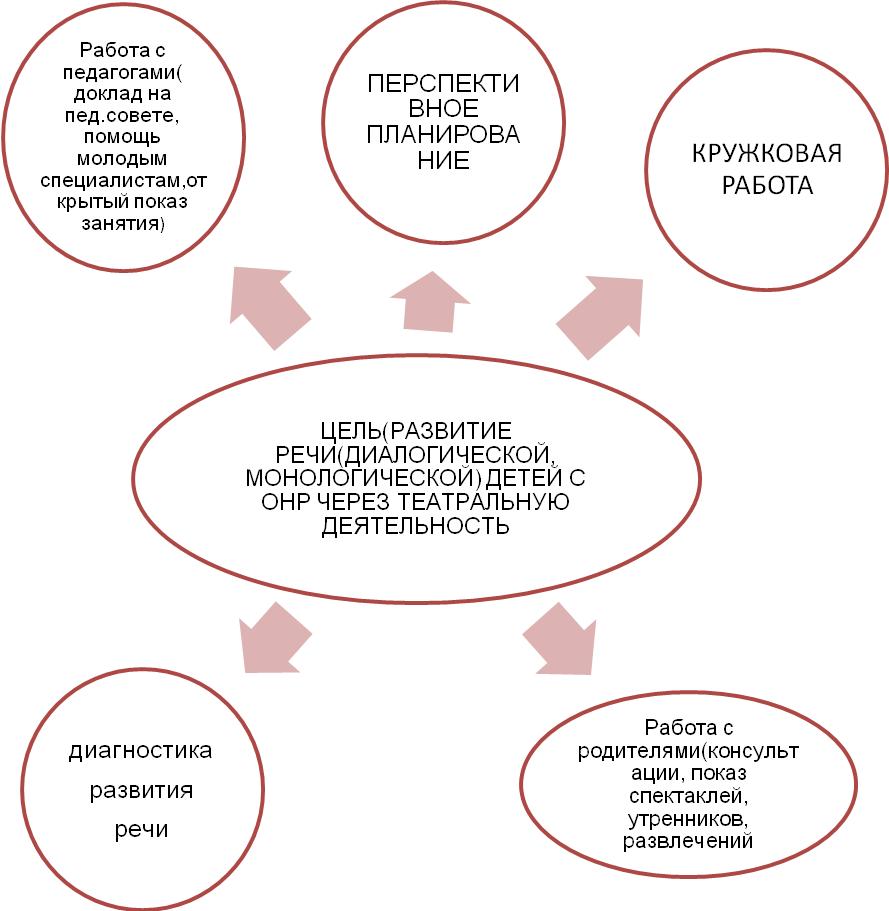 Работа с
педагогами(
доклад на
пед.совете,
помощь
молодым
специалистам,от
крытый показ
занятия)
ПЕРСПЕКТИ
ВНОЕ
ПЛАНИРОВА
НИЕ
КРУЖКОВАЯ
РАБОТА
ЦЕЛЬ(РАЗВИТИЕ
РЕЧИ(ДИАЛОГИЧЕСКОЙ,
МОНОЛОГИЧЕСКОЙ) ДЕТЕЙ С
ОНР ЧЕРЕЗ ТЕАТРАЛЬНУЮ
ДЕЯТЕЛЬНОСТЬ
диагностика
развития
речи
Работа с
родителями(консульт
ации, показ
спектаклей,
утренников,
развлечений